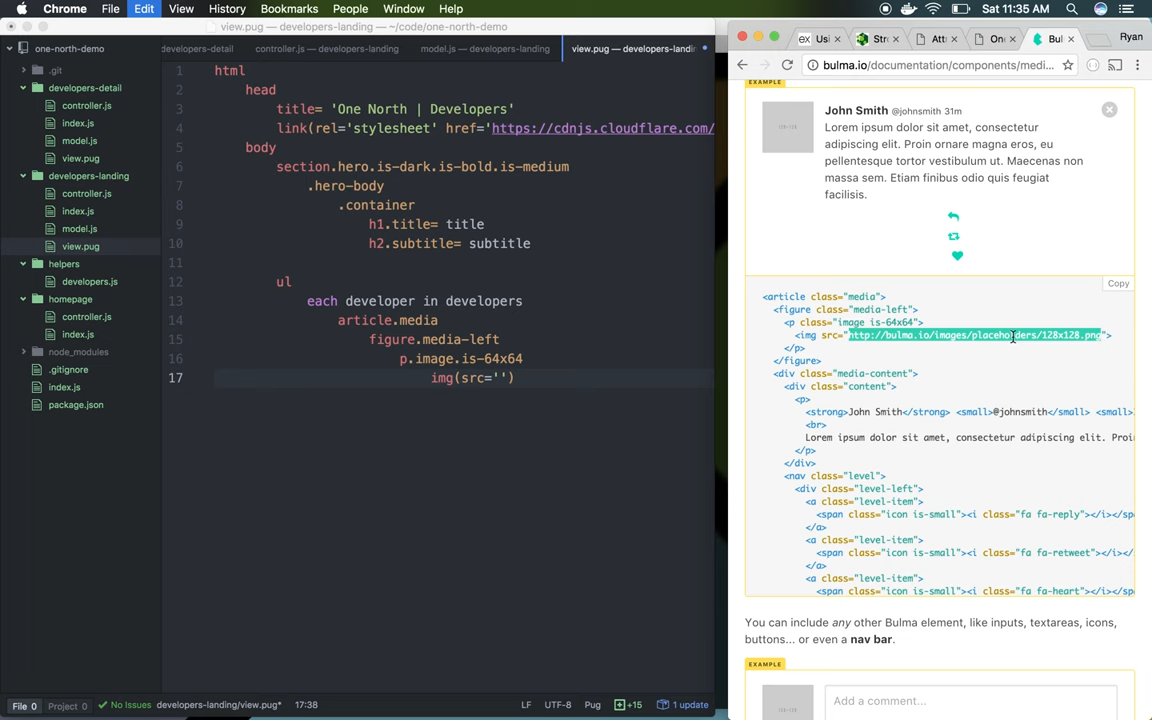 Chrome File Edit View History Bookmarks People Window Help Sat 11:35 AM
view.pug — developers-landing — ~/code/one-north-demo
one-north-demo
.git
developers-detail
controller.js
index.js
model.js
view.pug
developers-landing
controller.js
index.js
model.js
view.pug
helpers
developers.js
homepage
controller.js
index.js
node_modules
.gitignore
index.js
package.json
developers-detail controller.js — developers-landing model.js — developers-landing view.pug — developers-landin
1 html
2 head
3 title= 'One North | Developers'
4 link(rel='stylesheet' href='https://cdnjs.cloudflare.com/
5 body
6 section.hero.is-dark.is-bold.is-medium
7 .hero-body
8 .container
9 h1.title= title
10 h2.subtitle= subtitle
11
12 ul
13 each developer in developers
14 article.media
15 figure.media-left
16 p.image.is-64x64
17 img(src='')
File 0 Project 0 No Issues developers-landing/view.pug* 17:38 LF UTF-8 Pug +15 1 update
Usi Str Att On Bul Ryan
bulma.io/documentation/components/medi...
EXAMPLE
128×128
John Smith @johnsmith 31m
Lorem ipsum dolor sit amet, consectetur
adipiscing elit. Proin ornare magna eros, eu
pellentesque tortor vestibulum ut. Maecenas non
massa sem. Etiam finibus odio quis feugiat
facilisis.
Copy
<article class="media">
<figure class="media-left">
<p class="image is-64x64">
<img src="http://bulma.io/images/placeholders/128x128.png">
</p>
</figure>
<div class="media-content">
<div class="content">
<p>
<strong>John Smith</strong> <small>@johnsmith</small> <small>
<br>
Lorem ipsum dolor sit amet, consectetur adipiscing elit. Proi
</p>
</div>
<nav class="level">
<div class="level-left">
<a class="level-item">
<span class="icon is-small"><i class="fa fa-reply"></i></sp
</a>
<a class="level-item">
<span class="icon is-small"><i class="fa fa-retweet"></i></
</a>
<a class="level-item">
<span class="icon is-small"><i class="fa fa-heart"></i></sp
You can include any other Bulma element, like inputs, textareas, icons,
buttons... or even a nav bar.
EXAMPLE
128×128
Add a comment...